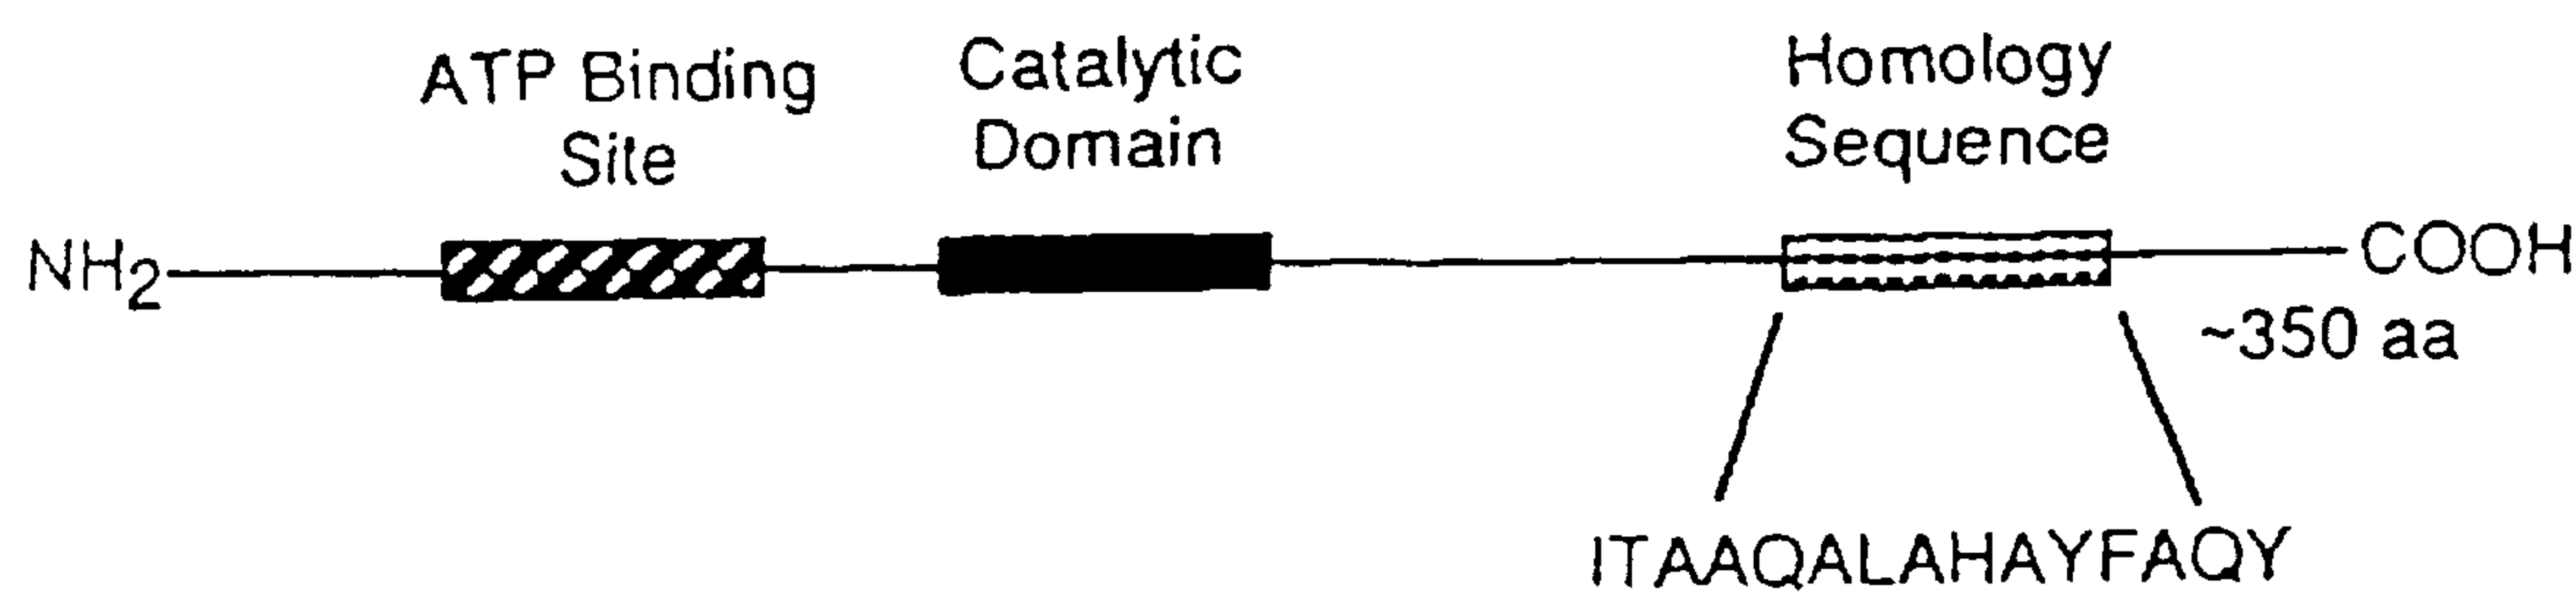 ATP Binding
Site
Catalytic
Domain
Homology
Sequence
NH2
COOH
~350 aa
ITAAQALAHAYFAQY